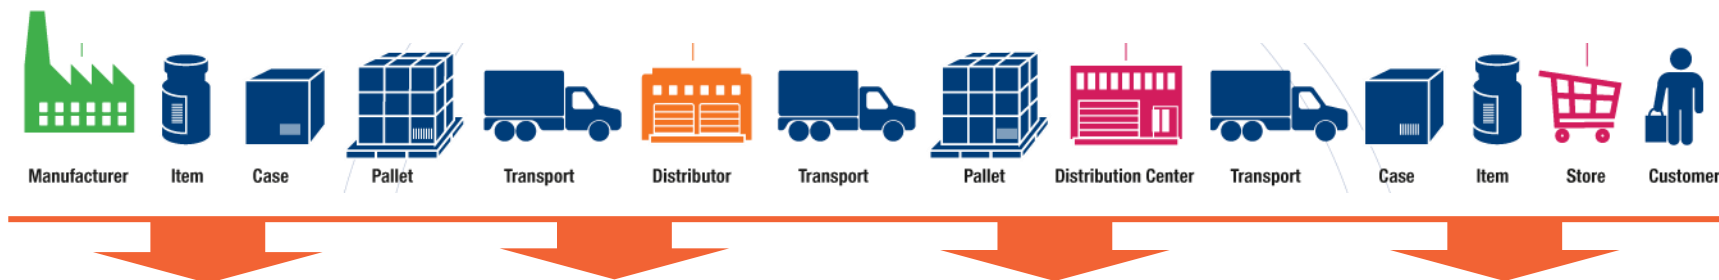 Manufacturer Item Case Pallet Transport Distributor Transport Pallet Distribution Center Transport Case Item Store Customer